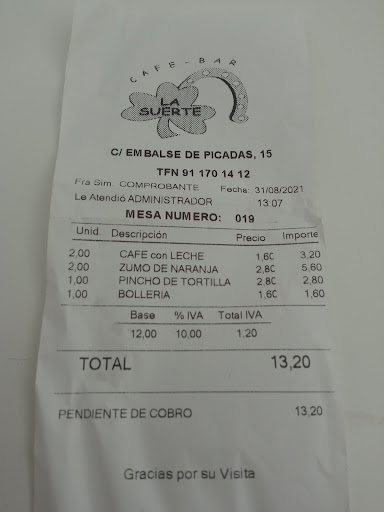 CAFE - BAR
LA
SUERTE
C/ EMBALSE DE PICADAS, 15
TFN 91 170 14 12
Fra Sim. COMPROBANTE Fecha: 31/08/2021
Le Atendió ADMINISTRADOR 13:07
MESA NUMERO: 019
Unid. Descripción Precio Importe
2,00 CAFE con LECHE 1,60 3,20
2,00 ZUMO DE NARANJA 2,80 5,60
1,00 PINCHO DE TORTILLA 2,80 2,80
1,00 BOLLERIA 1,60 1,60
Base % IVA Total IVA
12,00 10,00 1,20
TOTAL 13,20
PENDIENTE DE COBRO 13,20
Gracias por su Visita